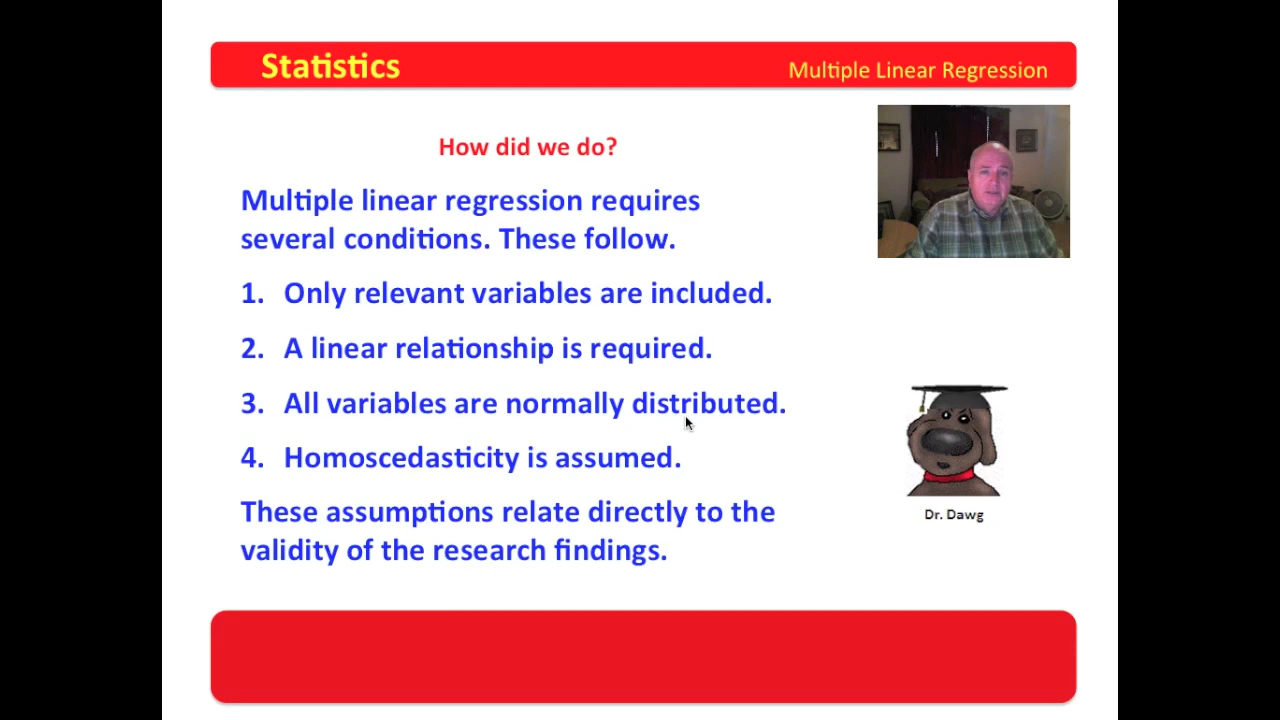 Statistics
Multiple Linear Regression
How did we do?
Multiple linear regression requires
several conditions. These follow.
1. Only relevant variables are included.
2. A linear relationship is required.
3. All variables are normally distributed.
4. Homoscedasticity is assumed.
These assumptions relate directly to the
validity of the research findings.
Dr. Dawg